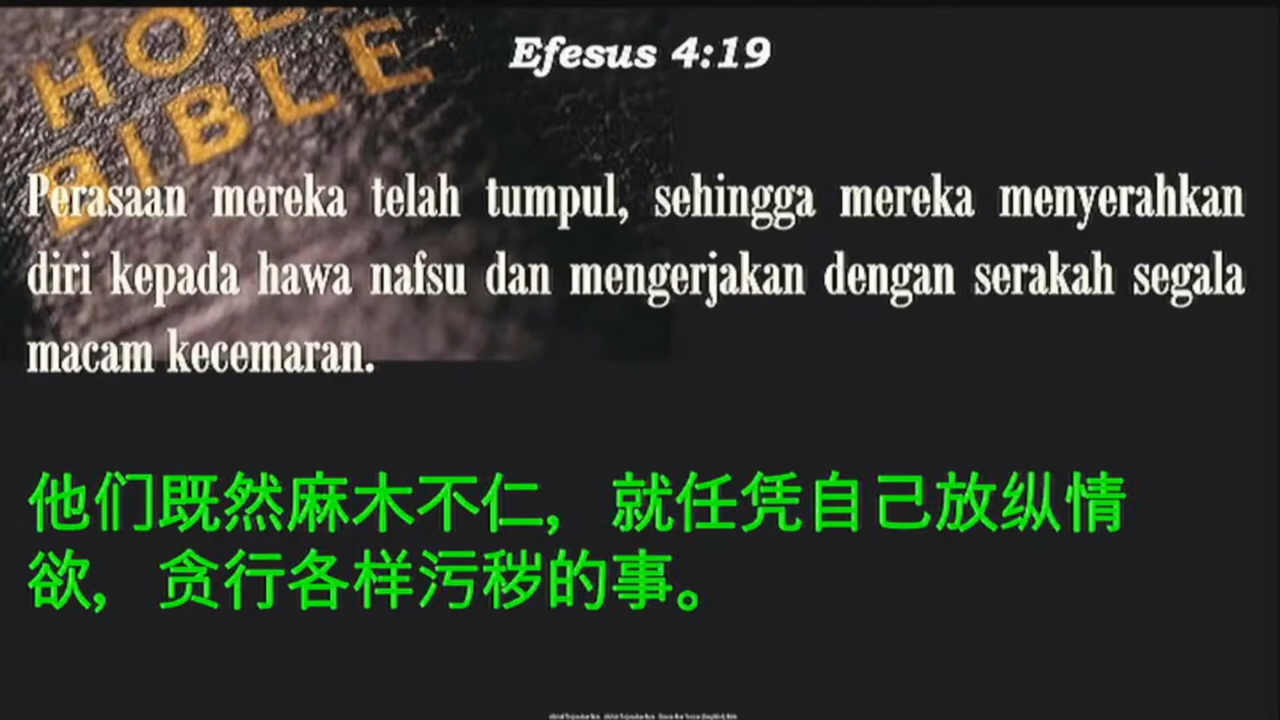 HOLY
BIBLE
Efesus 4:19
Perasaan mereka telah tumpul, sehingga mereka menyerahkan
diri kepada hawa nafsu dan mengerjakan dengan serakah segala
macam kecemaran.
他们既然麻木不仁，就任凭自己放纵情
欲，贪行各样污秽的事。